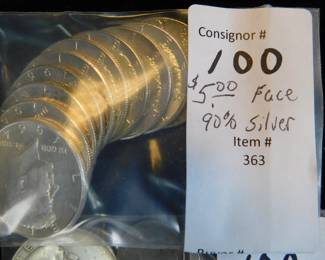 Consignor #
100
$5.00 Face
90% Silver
Item #
363